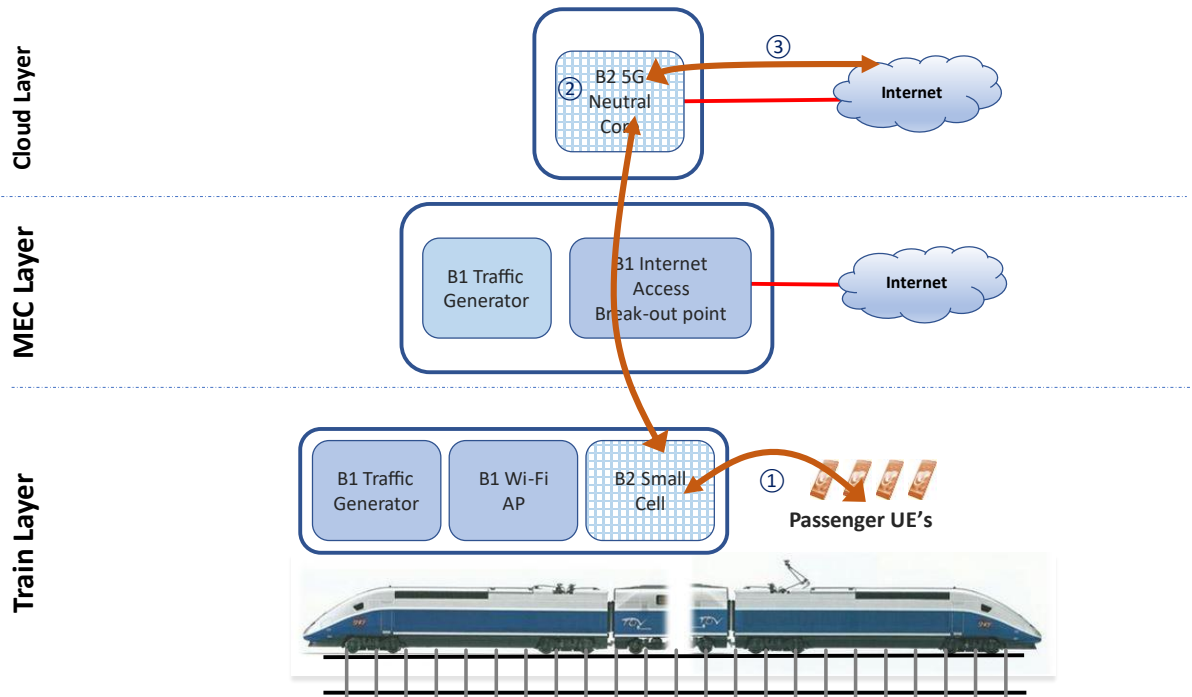 Cloud Layer
③
②
B2 5G
Neutral
Core
Internet
MEC Layer
B1 Traffic
Generator
B1 Internet
Access
Break-out point
Internet
Train Layer
B1 Traffic
Generator
B1 Wi-Fi
AP
B2 Small
Cell
①
Passenger UE's